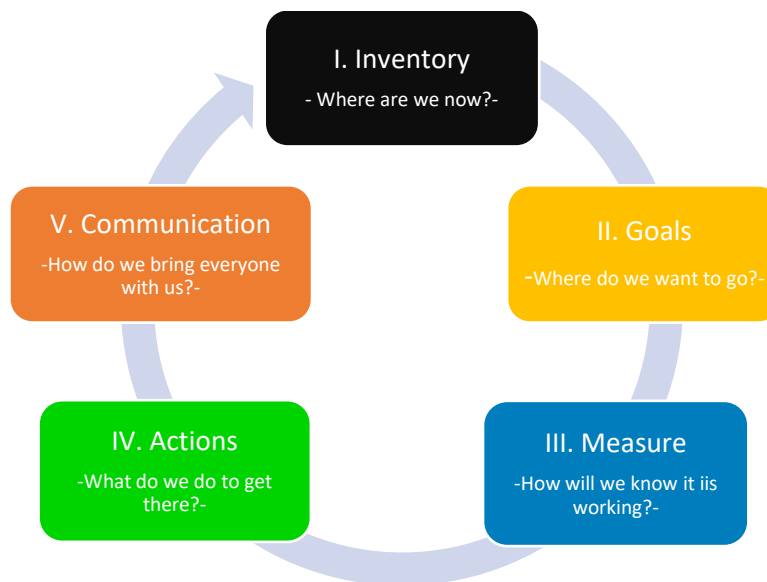 I. Inventory
- Where are we now?-
II. Goals
-Where do we want to go?-
III. Measure
-How will we know it iis
working?-
IV. Actions
-What do we do to get
there?-
V. Communication
-How do we bring everyone
with us?-